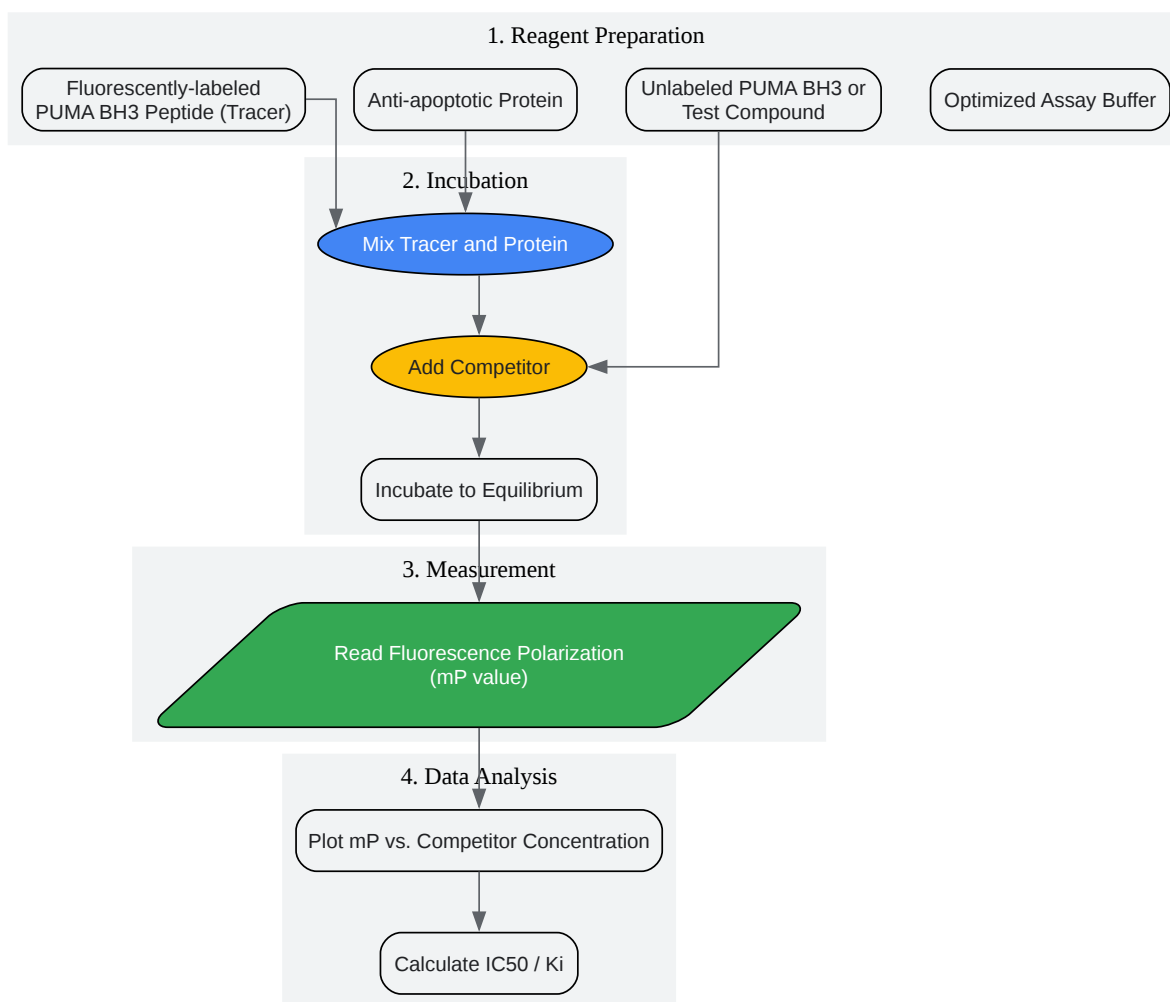 1. Reagent Preparation
Fluorescently-labeled
PUMA BH3 Peptide (Tracer)
Anti-apoptotic Protein
Unlabeled PUMA BH3 or
Test Compound
Optimized Assay Buffer
2. Incubation
Mix Tracer and Protein
Add Competitor
Incubate to Equilibrium
3. Measurement
Read Fluorescence Polarization
(mP value)
4. Data Analysis
Plot mP vs. Competitor Concentration
Calculate IC50 / Ki